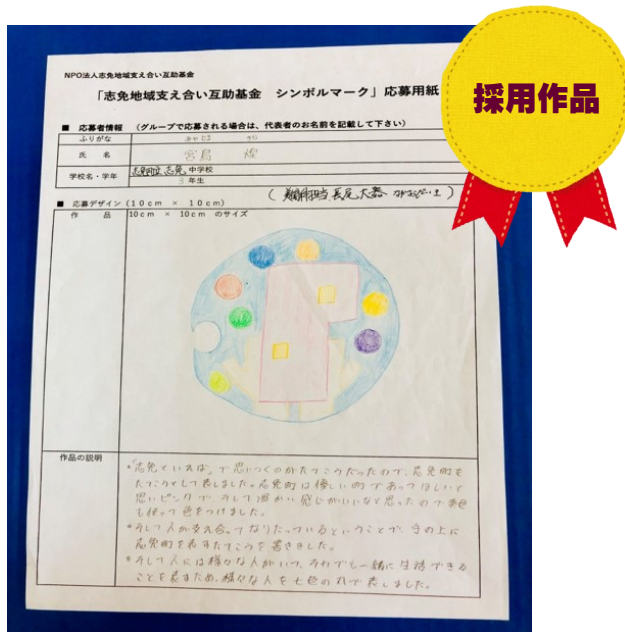 採用作品
NPO法人志免地域支え合い互助基金
「志免地域支え合い互助基金 シンボルマーク」応募用紙
■ 応募者情報 (グループで応募される場合は、代表者のお名前を記載して下さい)
ふりがな
氏 名 宮島 煌
学校名・学年 志免町立 志免 中学校
3 年生
■ 応募デザイン(10cm × 10cm)
作 品 10cm × 10cm のサイズ
作品の説明
・「志免といえば」で思いつくのがたてこうだったので、志免町を
たてこうとして表しました。志免町は優しい町であってほしいと
思いピンクで、そして温かい感じがいいなと思ったので黄色
も使って色をつけました。
・そして人が支え合ってなりたっているということで、手の上に
志免町を表すたてこうを書きました。
・そして人には様々な人がいて、それでも一緒に生活できる
ことを表すため、様々な人を七色の丸で表しました。